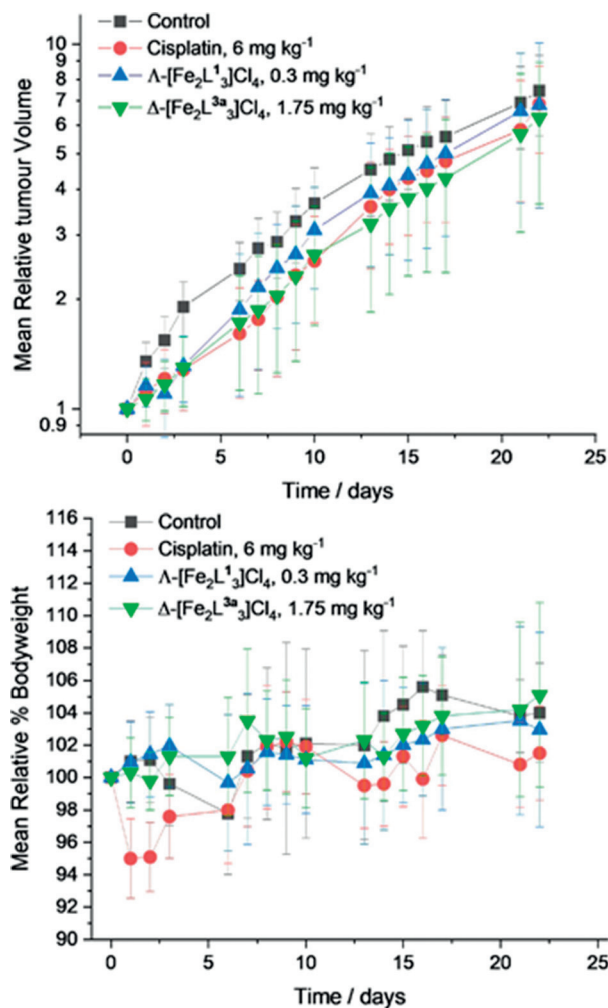 10
9
8
7
6
5
4
3
2
1
0.9
Mean Relative tumour Volume
Control
Cisplatin, 6 mg kg⁻¹
Λ-[Fe₂L¹₃]Cl₄, 0.3 mg kg⁻¹
Δ-[Fe₂L³ᵃ₃]Cl₄, 1.75 mg kg⁻¹
0 5 10 15 20 25
Time / days
116
114
112
110
108
106
104
102
100
98
96
94
92
90
Mean Relative % Bodyweight
Control
Cisplatin, 6 mg kg⁻¹
Λ-[Fe₂L¹₃]Cl₄, 0.3 mg kg⁻¹
Δ-[Fe₂L³ᵃ₃]Cl₄, 1.75 mg kg⁻¹
0 5 10 15 20 25
Time / days